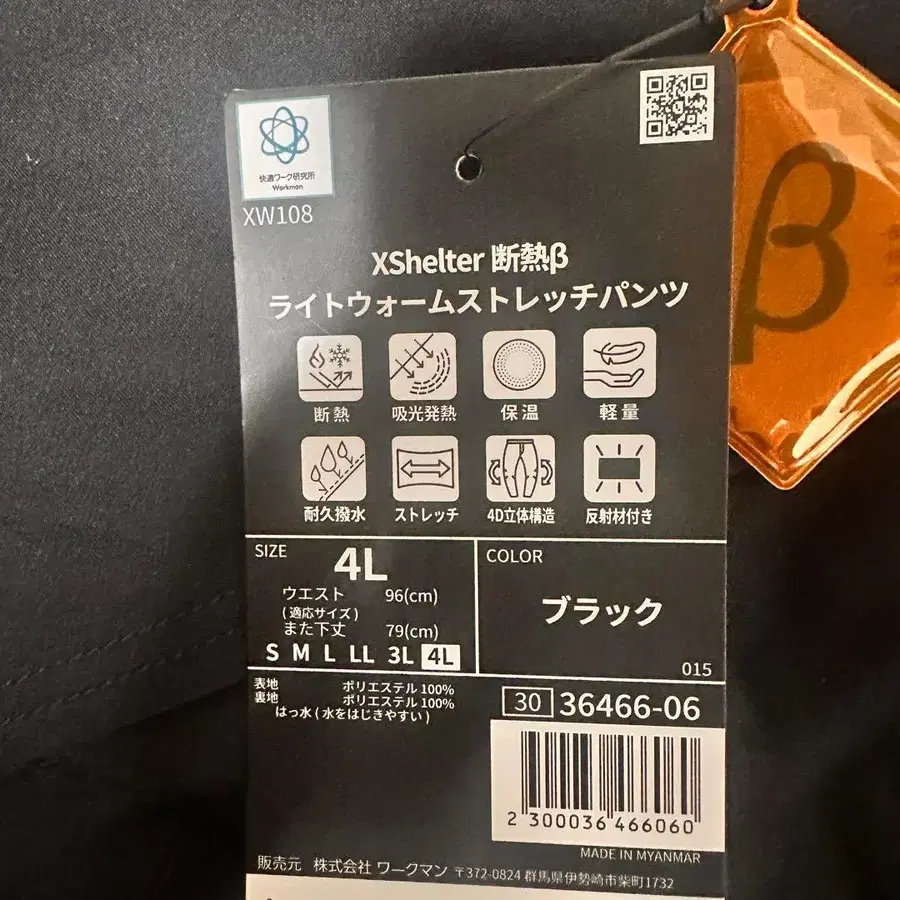 快適ワーク研究所
Workman
XW108
XShelter 断熱β
ライトウォームストレッチパンツ
断熱 吸光発熱 保温 軽量
耐久撥水 ストレッチ 4D立体構造 反射材付き
SIZE
4L
ウエスト 96(cm)
(適応サイズ)
また下丈 79(cm)
S M L LL 3L 4L
COLOR
ブラック
015
表地 ポリエステル 100%
裏地 ポリエステル 100%
はっ水 ( 水をはじきやすい )
30 36466-06
2 300036 466060
MADE IN MYANMAR
販売元 株式会社 ワークマン 〒372-0824 群馬県伊勢崎市柴町1732
β